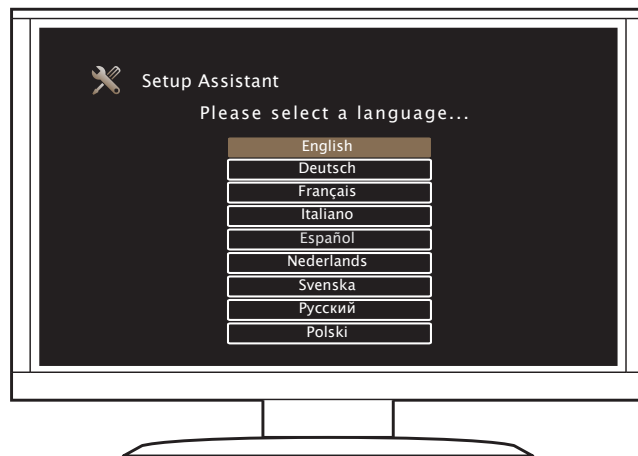 Setup Assistant
Please select a language...
English
Deutsch
Français
Italiano
Español
Nederlands
Svenska
Русский
Polski